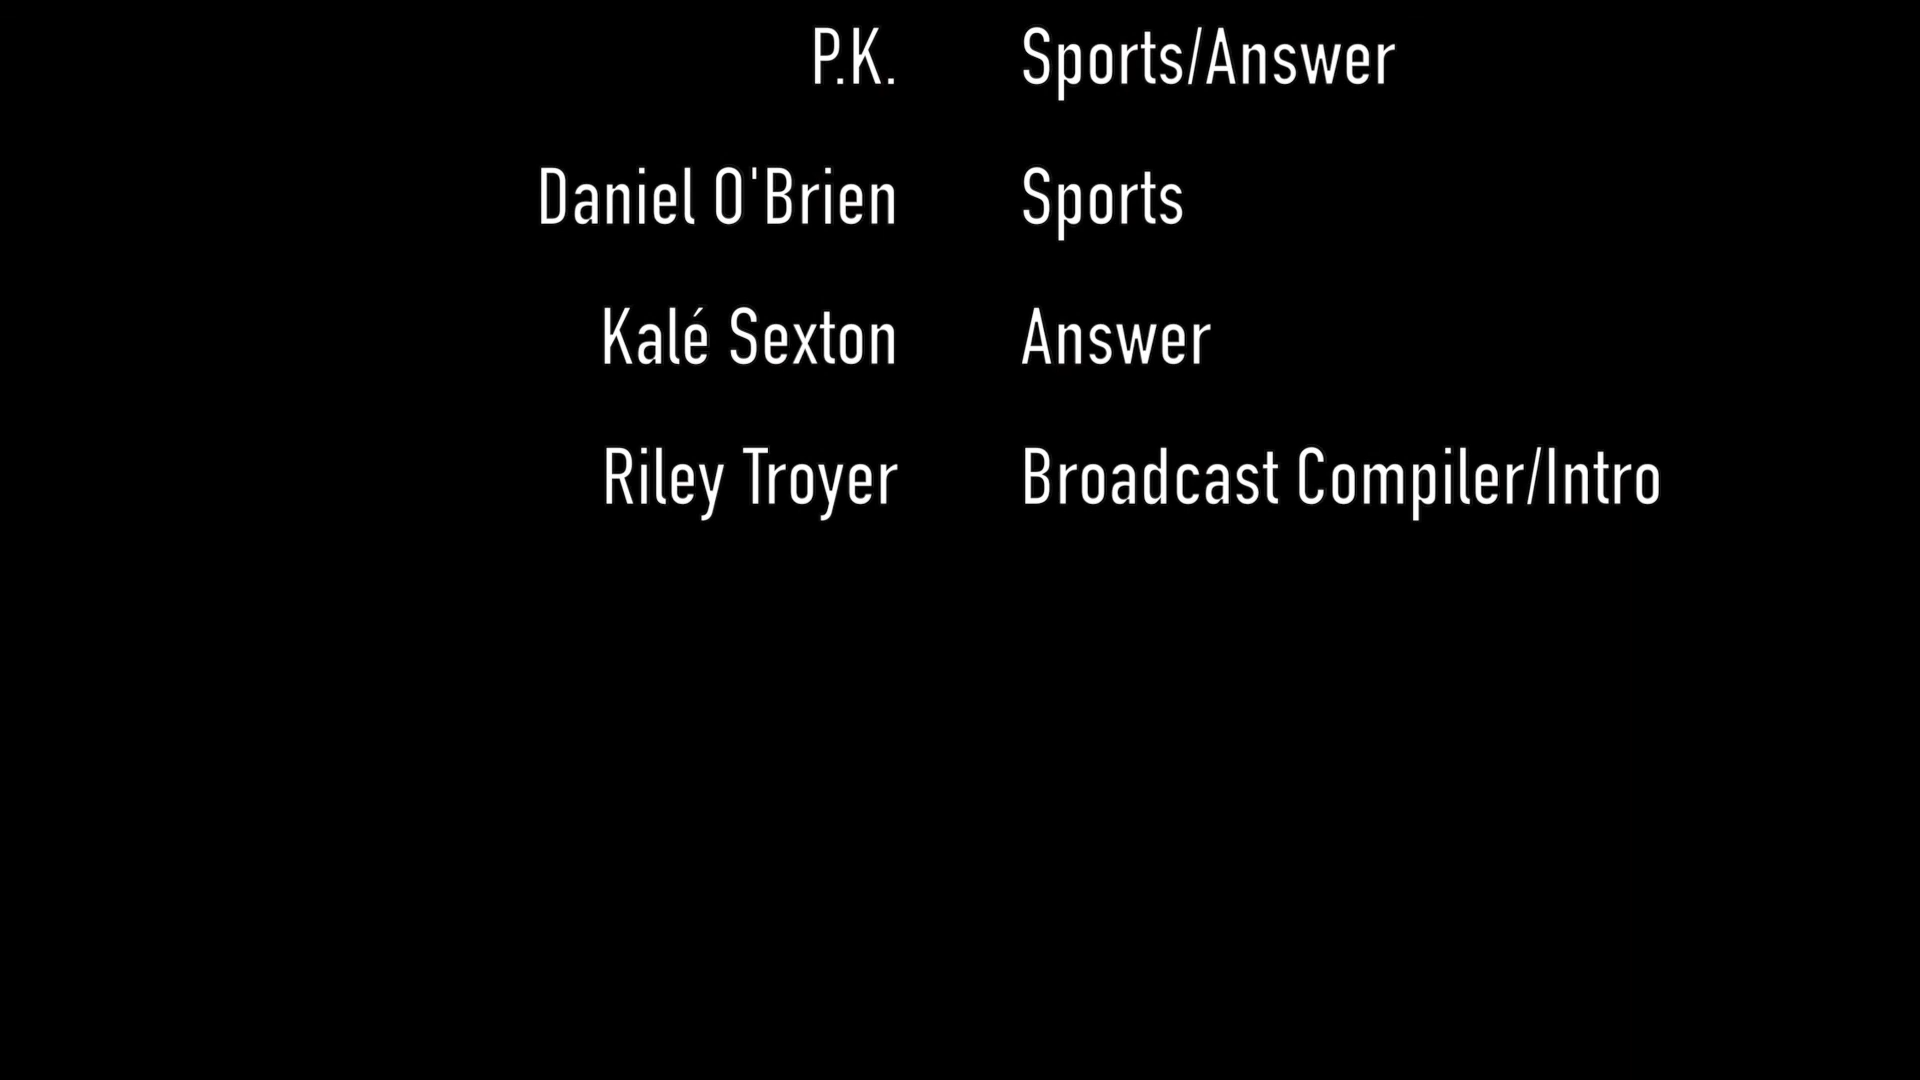 P.K. Sports/Answer
Daniel O'Brien Sports
Kalé Sexton Answer
Riley Troyer Broadcast Compiler/Intro